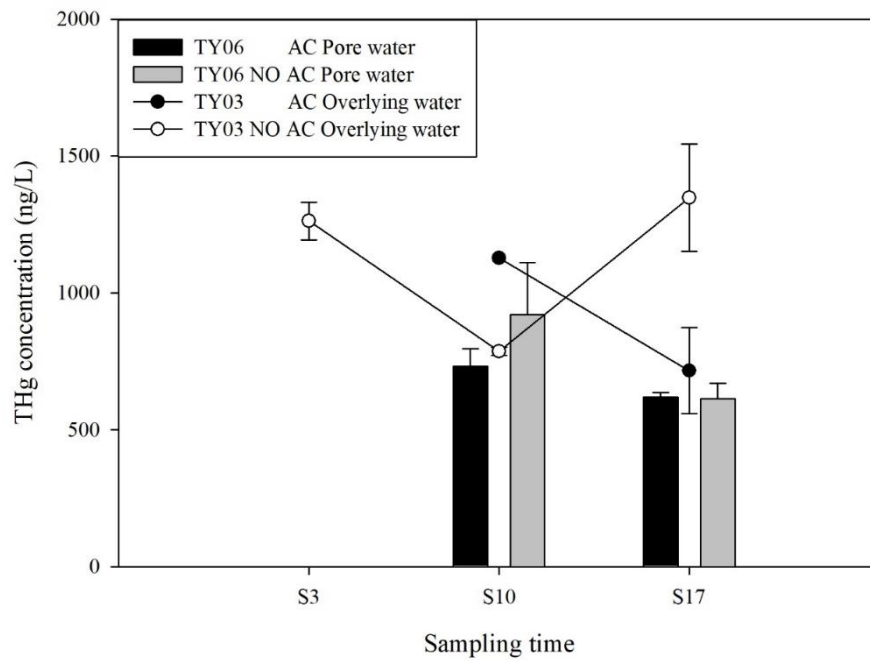 2000
1500
1000
500
0
THg concentration (ng/L)
TY06 AC Pore water
TY06 NO AC Pore water
TY03 AC Overlying water
TY03 NO AC Overlying water
S3 S10 S17
Sampling time